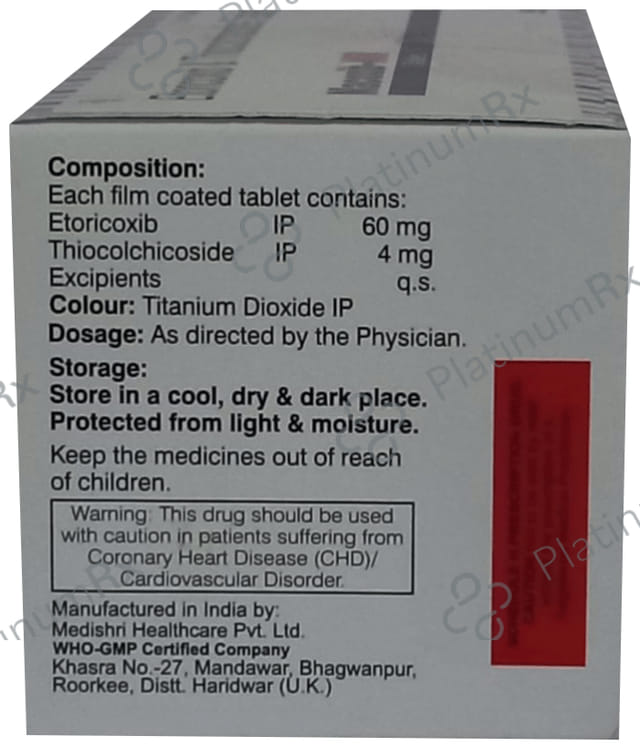 Composition:
Each film coated tablet contains:
Etoricoxib IP 60 mg
Thiocolchicoside IP 4 mg
Excipients q.s.
Colour: Titanium Dioxide IP
Dosage: As directed by the Physician.
Storage:
Store in a cool, dry & dark place.
Protected from light & moisture.
Keep the medicines out of reach
of children.
Warning: This drug should be used
with caution in patients suffering from
Coronary Heart Disease (CHD)/
Cardiovascular Disorder.
Manufactured in India by:
Medishri Healthcare Pvt. Ltd.
WHO-GMP Certified Company
Khasra No.-27, Mandawar, Bhagwanpur,
Roorkee, Distt. Haridwar (U.K.)
PlatinumRx
PlatinumRx